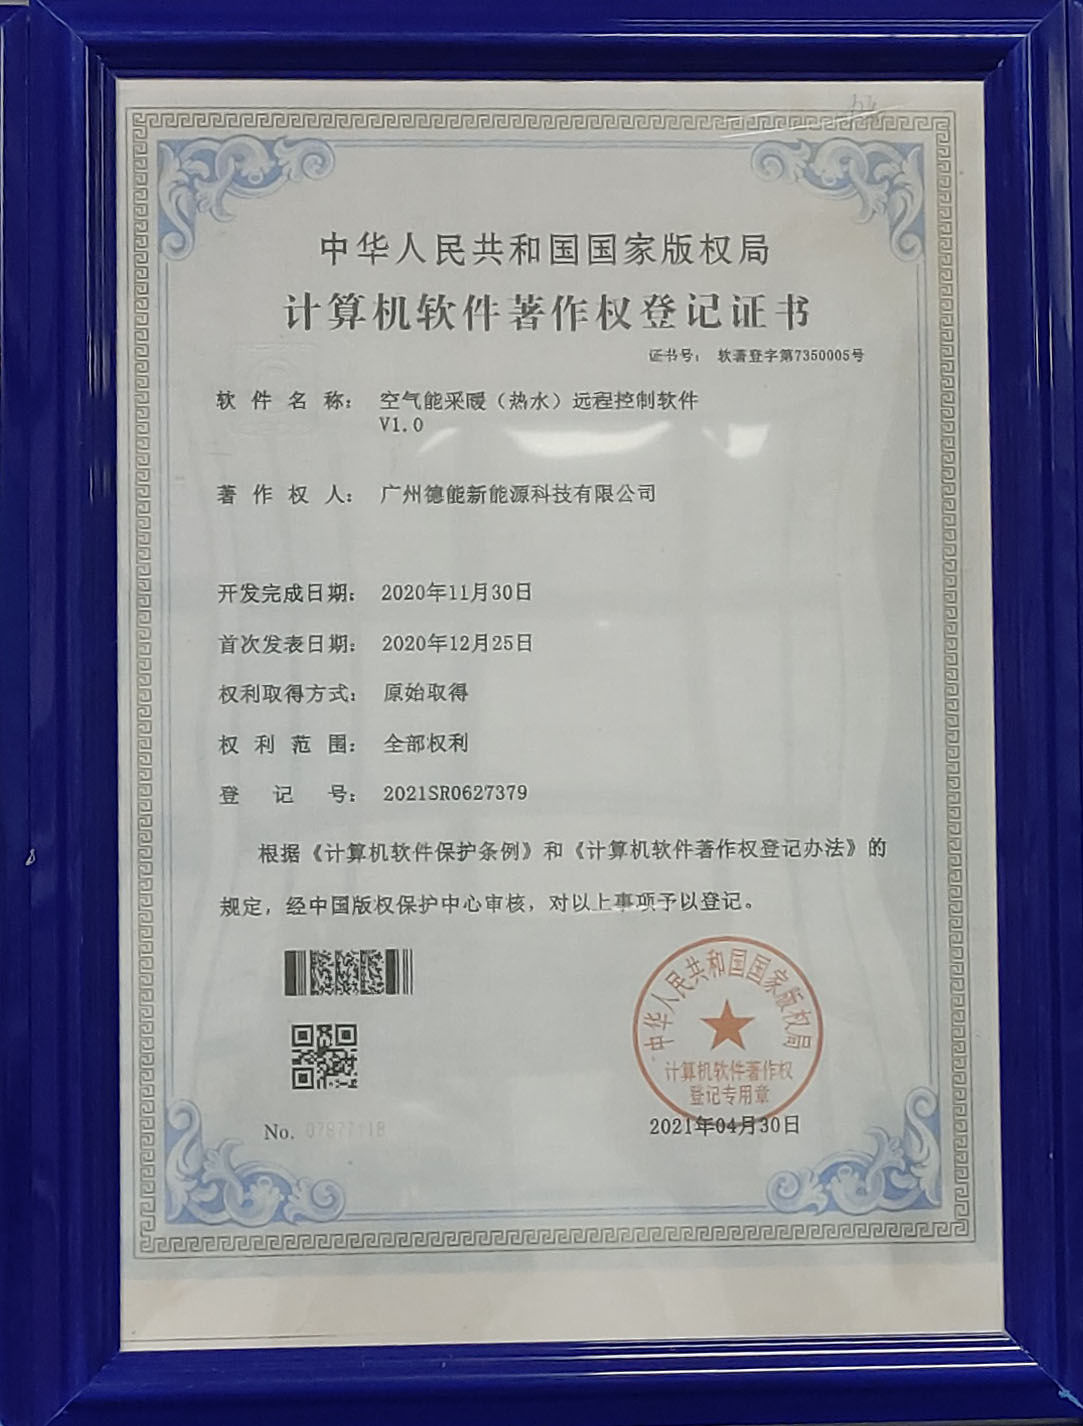 中华人民共和国国家版权局
计算机软件著作权登记证书
证书号： 软著登字第7350005号
软件名称： 空气能采暖（热水）远程控制软件
V1.0
著作权人： 广州德能新能源科技有限公司
开发完成日期： 2020年11月30日
首次发表日期： 2020年12月25日
权利取得方式： 原始取得
权利范围： 全部权利
登记号： 2021SR0627379
根据《计算机软件保护条例》和《计算机软件著作权登记办法》的
规定，经中国版权保护中心审核，对以上事项予以登记。
中华人民共和国国家版权局
计算机软件著作权
登记专用章
No.
2021年04月30日